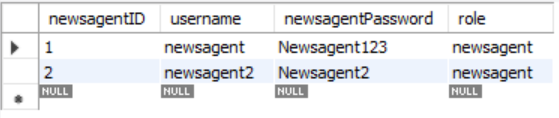 newsagentID username newsagentPassword role
1 newsagent Newsagent123 newsagent
2 newsagent2 Newsagent2 newsagent
NULL NULL NULL NULL